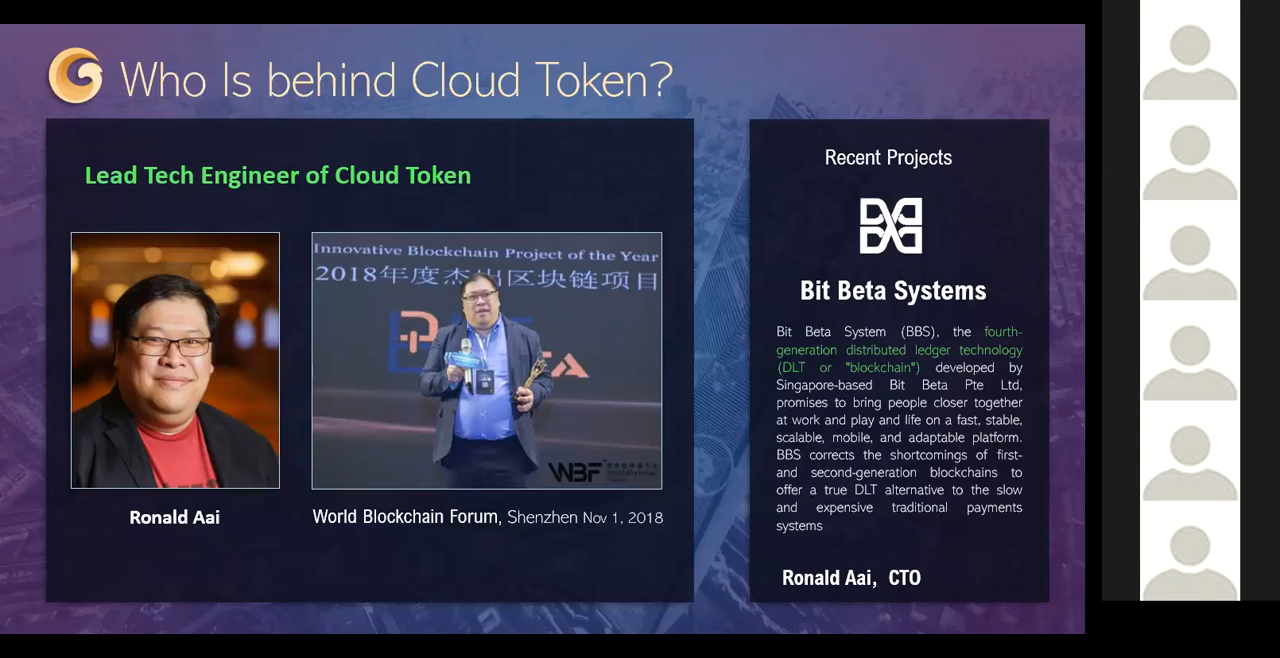 Who Is behind Cloud Token?
Lead Tech Engineer of Cloud Token
Innovative Blockchain Project of the Year
2018年度杰出区块链项目
WBF
Ronald Aai
World Blockchain Forum, Shenzhen Nov 1, 2018
Recent Projects
Bit Beta Systems
Bit Beta System (BBS), the fourth-
generation distributed ledger technology
(DLT or "blockchain") developed by
Singapore-based Bit Beta Pte Ltd,
promises to bring people closer together
at work and play and life on a fast, stable,
scalable, mobile, and adaptable platform.
BBS corrects the shortcomings of first-
and second-generation blockchains to
offer a true DLT alternative to the slow
and expensive traditional payments
systems
Ronald Aai, CTO